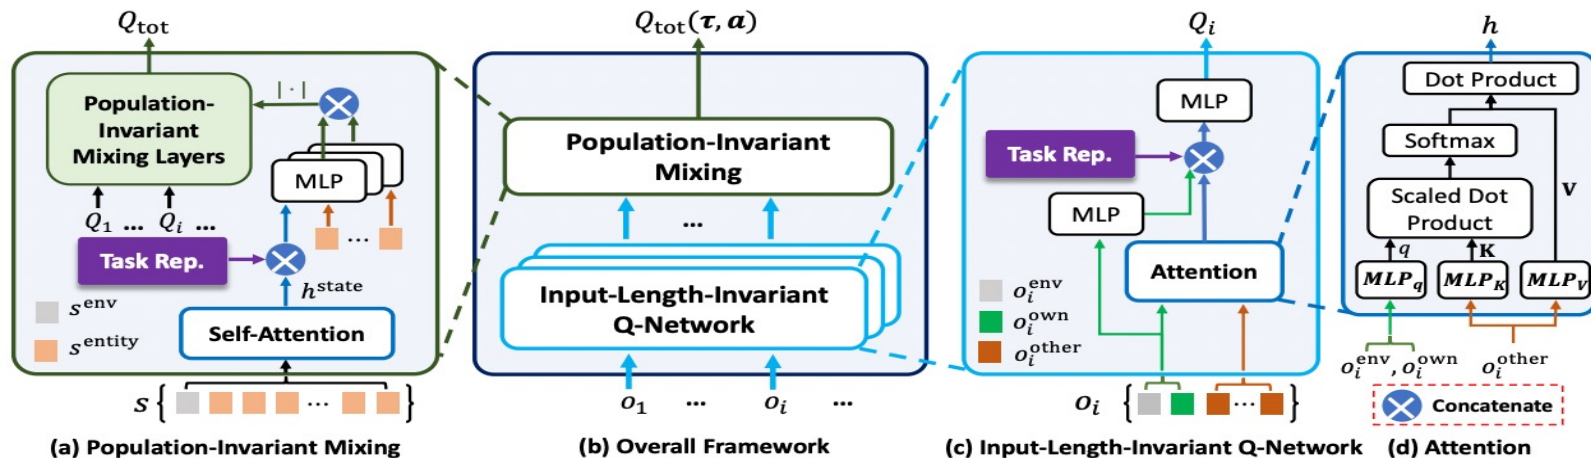 Q_tot
Population-
Invariant
Mixing Layers
|·|
MLP
Q_1 ... Q_i ...
...
Task Rep.
h^state
s^env
s^entity
Self-Attention
s { ... }
(a) Population-Invariant Mixing
Q_tot(τ, a)
Population-Invariant
Mixing
...
Input-Length-Invariant
Q-Network
o_1 ... o_i ...
(b) Overall Framework
Q_i
MLP
Task Rep.
MLP
Attention
o_i^env
o_i^own
o_i^other
o_i { ... }
(c) Input-Length-Invariant Q-Network
h
Dot Product
Softmax
V
Scaled Dot
Product
q K
MLP_q MLP_K MLP_V
o_i^env, o_i^own o_i^other
Concatenate
(d) Attention